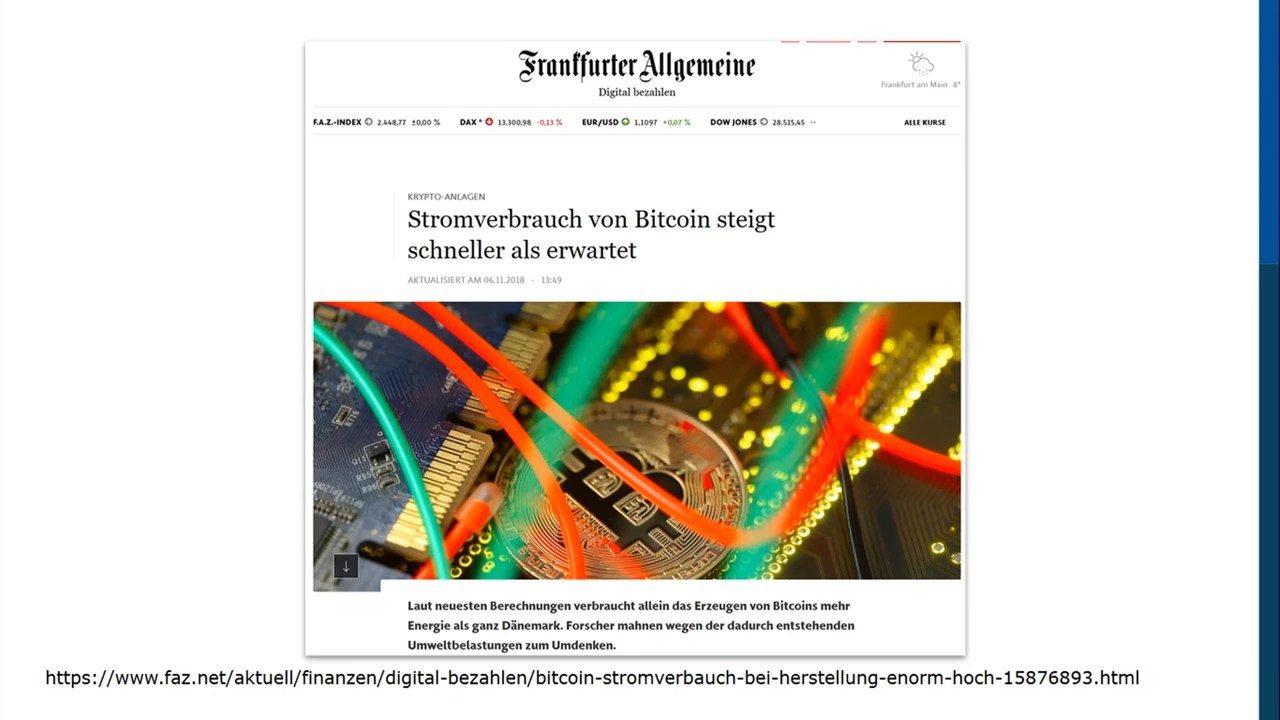 Frankfurter Allgemeine
Digital bezahlen
Frankfurt am Main 8°
F.A.Z.-INDEX 2.448,77 ±0,00 % DAX * 13.300,98 -0,13 % EUR/USD 1,1097 +0,07 % DOW JONES 28.515,45 -- ALLE KURSE
KRYPTO-ANLAGEN
Stromverbrauch von Bitcoin steigt
schneller als erwartet
AKTUALISIERT AM 06.11.2018 - 13:49
Laut neuesten Berechnungen verbraucht allein das Erzeugen von Bitcoins mehr
Energie als ganz Dänemark. Forscher mahnen wegen der dadurch entstehenden
Umweltbelastungen zum Umdenken.
https://www.faz.net/aktuell/finanzen/digital-bezahlen/bitcoin-stromverbauch-bei-herstellung-enorm-hoch-15876893.html